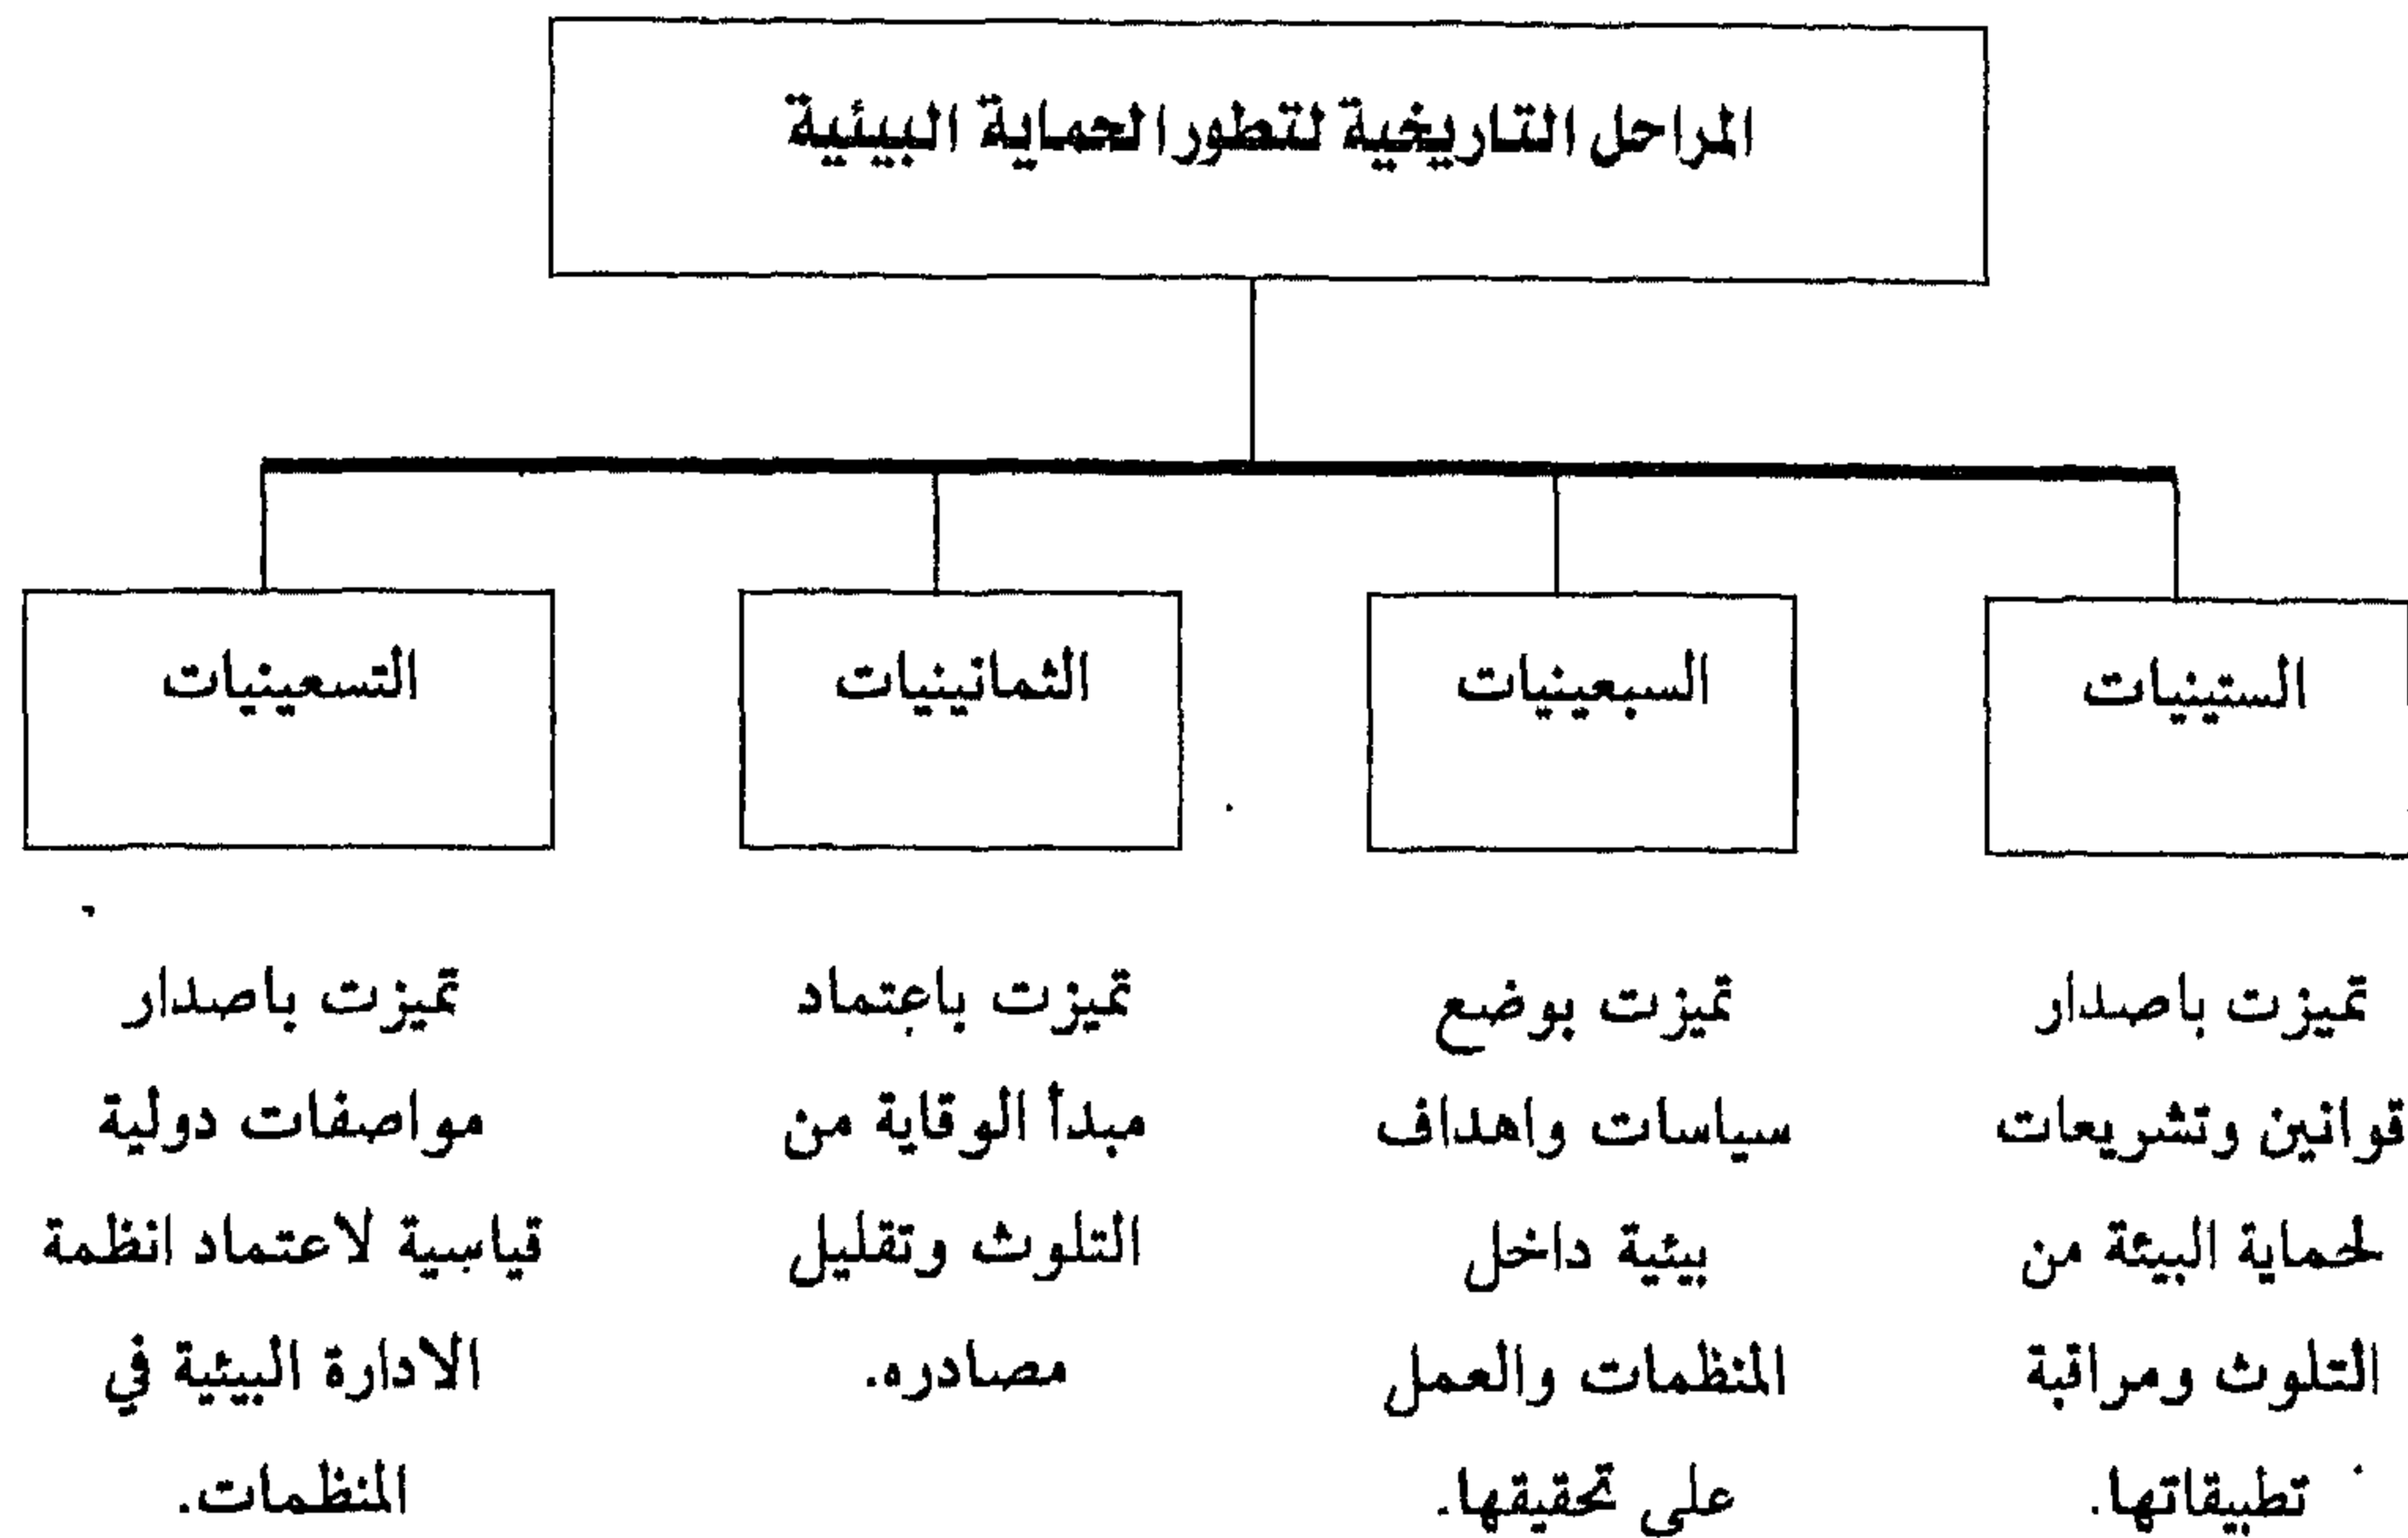 المراحل التاريخية لتطور الحماية البيئية
الستينيات
تميزت باصدار
قوانين وتشريعات
لحماية البيئة من
التلوث ومراقبة
تطبيقاتها.
السبعينيات
تميزت بوضع
سياسات واهداف
بيئية داخل
المنظمات والعمل
على تحقيقها.
الثمانينيات
تميزت باعتماد
مبدأ الوقاية من
التلوث وتقليل
مصادره.
التسعينيات
تميزت باصدار
مواصفات دولية
قياسية لاعتماد انظمة
الادارة البيئية في
المنظمات.